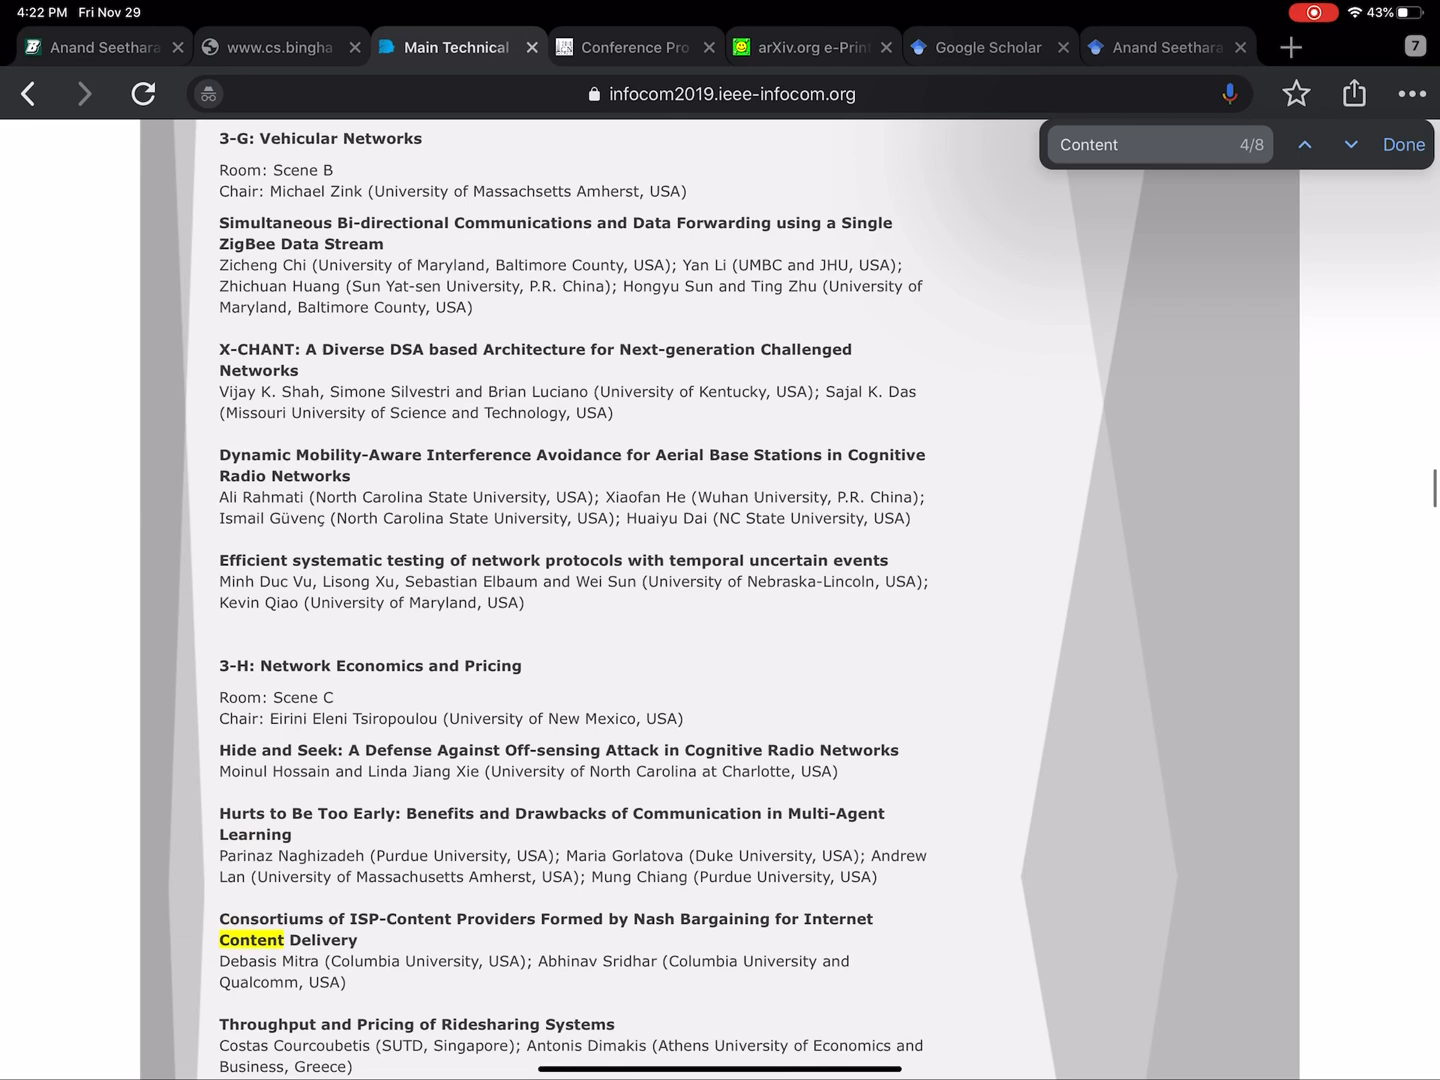 4:22 PM Fri Nov 29
43%
Anand Seethara
www.cs.bingha
Main Technical
Conference Pro
arXiv.org e-Prin
Google Scholar
Anand Seethara
7
infocom2019.ieee-infocom.org
Content 4/8 Done
3-G: Vehicular Networks
Room: Scene B
Chair: Michael Zink (University of Massachsetts Amherst, USA)
Simultaneous Bi-directional Communications and Data Forwarding using a Single
ZigBee Data Stream
Zicheng Chi (University of Maryland, Baltimore County, USA); Yan Li (UMBC and JHU, USA);
Zhichuan Huang (Sun Yat-sen University, P.R. China); Hongyu Sun and Ting Zhu (University of
Maryland, Baltimore County, USA)
X-CHANT: A Diverse DSA based Architecture for Next-generation Challenged
Networks
Vijay K. Shah, Simone Silvestri and Brian Luciano (University of Kentucky, USA); Sajal K. Das
(Missouri University of Science and Technology, USA)
Dynamic Mobility-Aware Interference Avoidance for Aerial Base Stations in Cognitive
Radio Networks
Ali Rahmati (North Carolina State University, USA); Xiaofan He (Wuhan University, P.R. China);
Ismail Güvenç (North Carolina State University, USA); Huaiyu Dai (NC State University, USA)
Efficient systematic testing of network protocols with temporal uncertain events
Minh Duc Vu, Lisong Xu, Sebastian Elbaum and Wei Sun (University of Nebraska-Lincoln, USA);
Kevin Qiao (University of Maryland, USA)
3-H: Network Economics and Pricing
Room: Scene C
Chair: Eirini Eleni Tsiropoulou (University of New Mexico, USA)
Hide and Seek: A Defense Against Off-sensing Attack in Cognitive Radio Networks
Moinul Hossain and Linda Jiang Xie (University of North Carolina at Charlotte, USA)
Hurts to Be Too Early: Benefits and Drawbacks of Communication in Multi-Agent
Learning
Parinaz Naghizadeh (Purdue University, USA); Maria Gorlatova (Duke University, USA); Andrew
Lan (University of Massachusetts Amherst, USA); Mung Chiang (Purdue University, USA)
Consortiums of ISP-Content Providers Formed by Nash Bargaining for Internet
Content Delivery
Debasis Mitra (Columbia University, USA); Abhinav Sridhar (Columbia University and
Qualcomm, USA)
Throughput and Pricing of Ridesharing Systems
Costas Courcoubetis (SUTD, Singapore); Antonis Dimakis (Athens University of Economics and
Business, Greece)